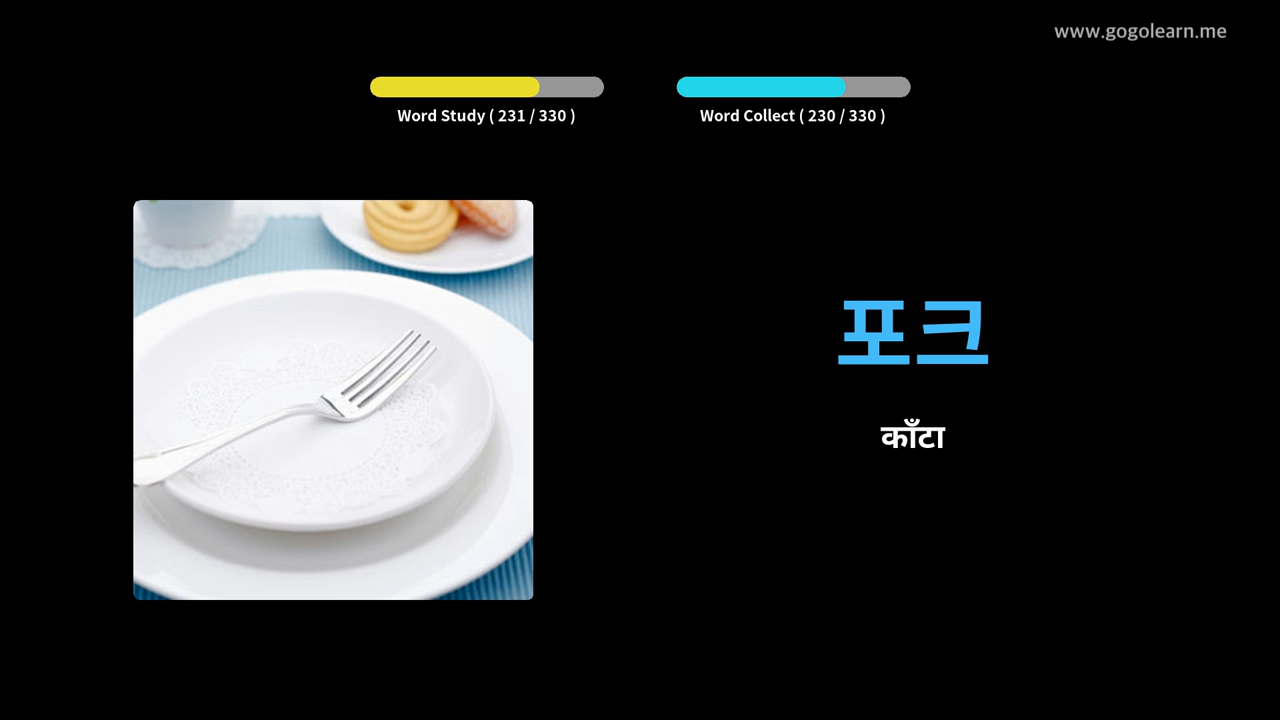 www.gogolearn.me
Word Study ( 231 / 330 )
Word Collect ( 230 / 330 )
포크
काँटा